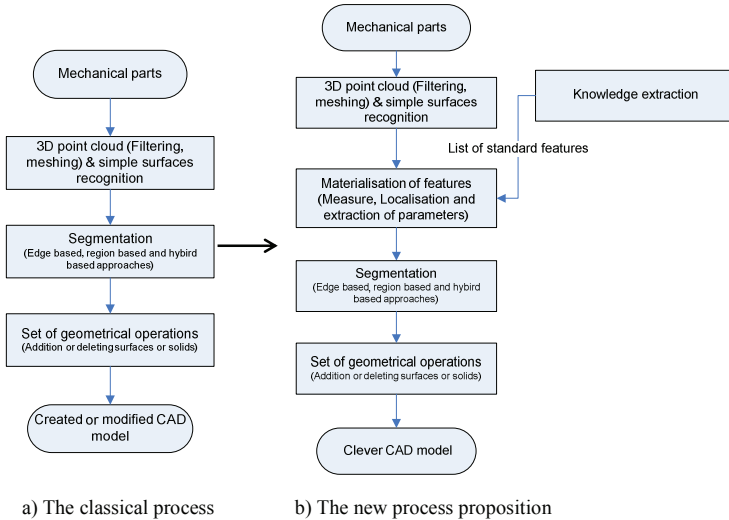 Mechanical parts
3D point cloud (Filtering,
meshing) & simple surfaces
recognition
Segmentation
(Edge based, region based and hybird
based approaches)
Set of geometrical operations
(Addition or deleting surfaces or solids)
Created or modified CAD
model
a) The classical process
Mechanical parts
3D point cloud (Filtering,
meshing) & simple surfaces
recognition
Knowledge extraction
List of standard features
Materialisation of features
(Measure, Localisation and
extraction of parameters)
Segmentation
(Edge based, region based and hybird
based approaches)
Set of geometrical operations
(Addition or deleting surfaces or solids)
Clever CAD model
b) The new process proposition